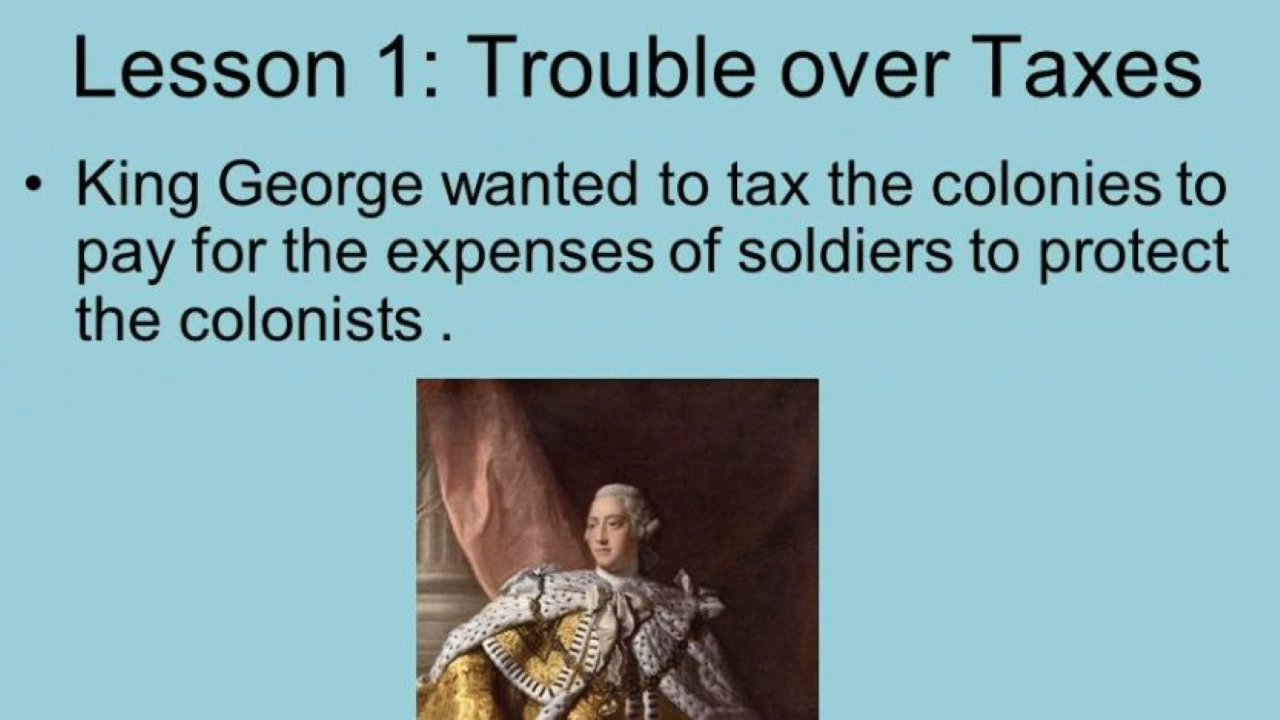 Lesson 1: Trouble over Taxes
• King George wanted to tax the colonies to
pay for the expenses of soldiers to protect
the colonists .